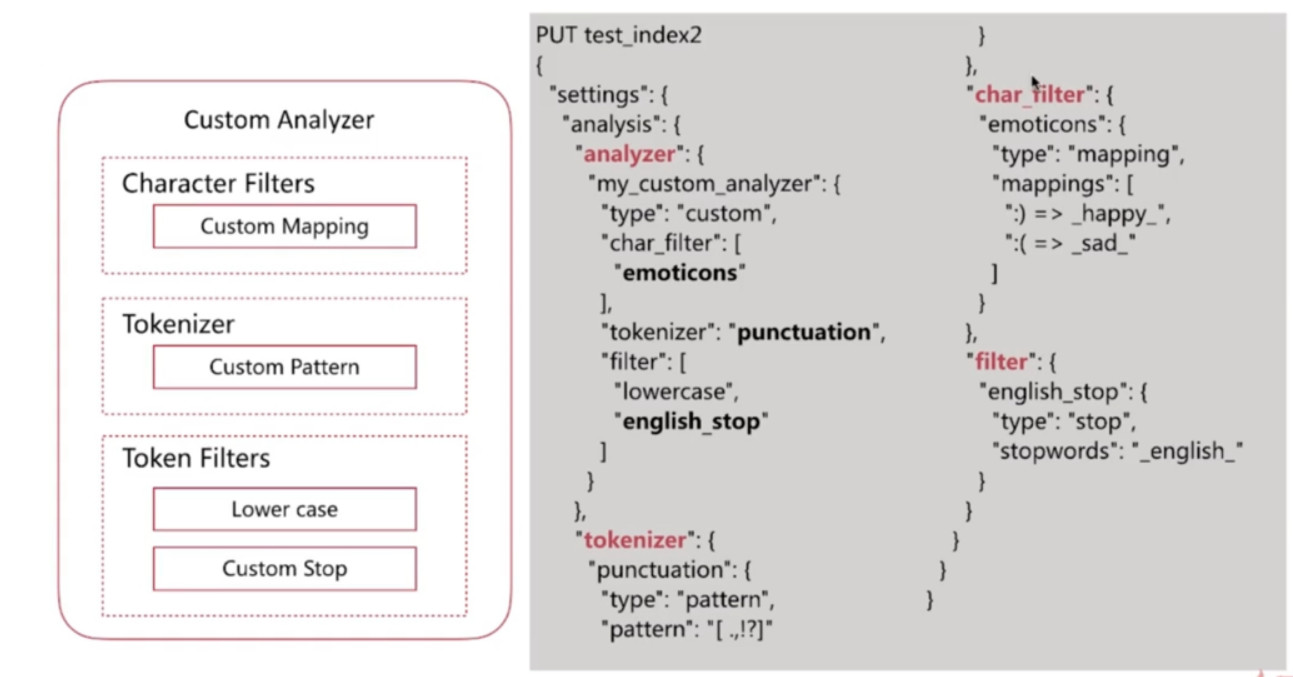 Custom Analyzer
Character Filters
Custom Mapping
Tokenizer
Custom Pattern
Token Filters
Lower case
Custom Stop
PUT test_index2
{
"settings": {
"analysis": {
"analyzer": {
"my_custom_analyzer": {
"type": "custom",
"char_filter": [
"emoticons"
],
"tokenizer": "punctuation",
"filter": [
"lowercase",
"english_stop"
]
}
},
"tokenizer": {
"punctuation": {
"type": "pattern",
"pattern": "[ .,!?]"
}
},
"char_filter": {
"emoticons": {
"type": "mapping",
"mappings": [
":) => _happy_",
":( => _sad_"
]
}
},
"filter": {
"english_stop": {
"type": "stop",
"stopwords": "_english_"
}
}
}
}
}